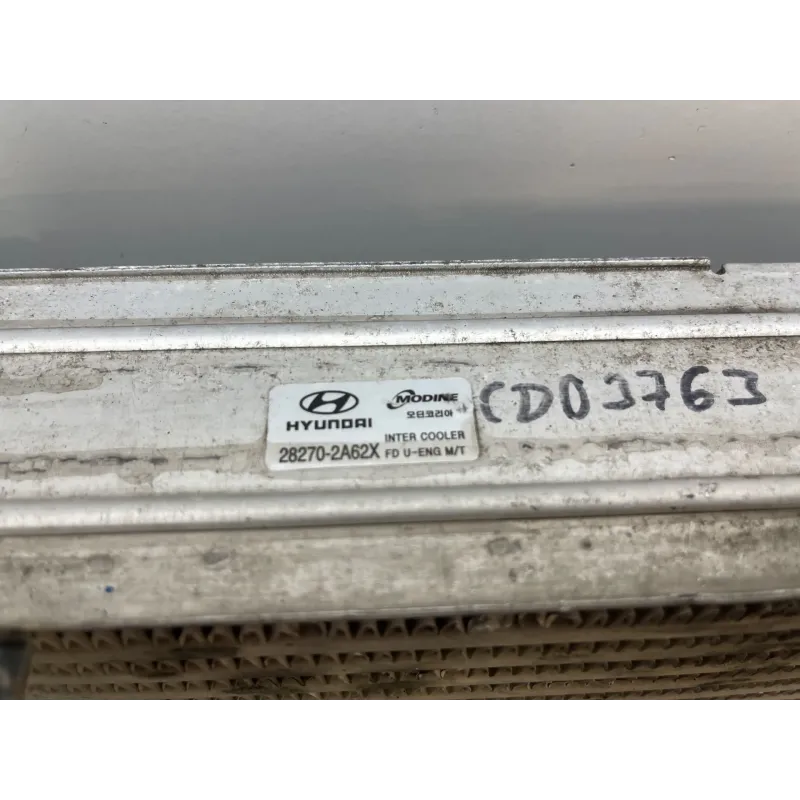 HYUNDAI
MODINE
모딘코리아
28270-2A62X
INTER COOLER
FD U-ENG M/T
CD03763